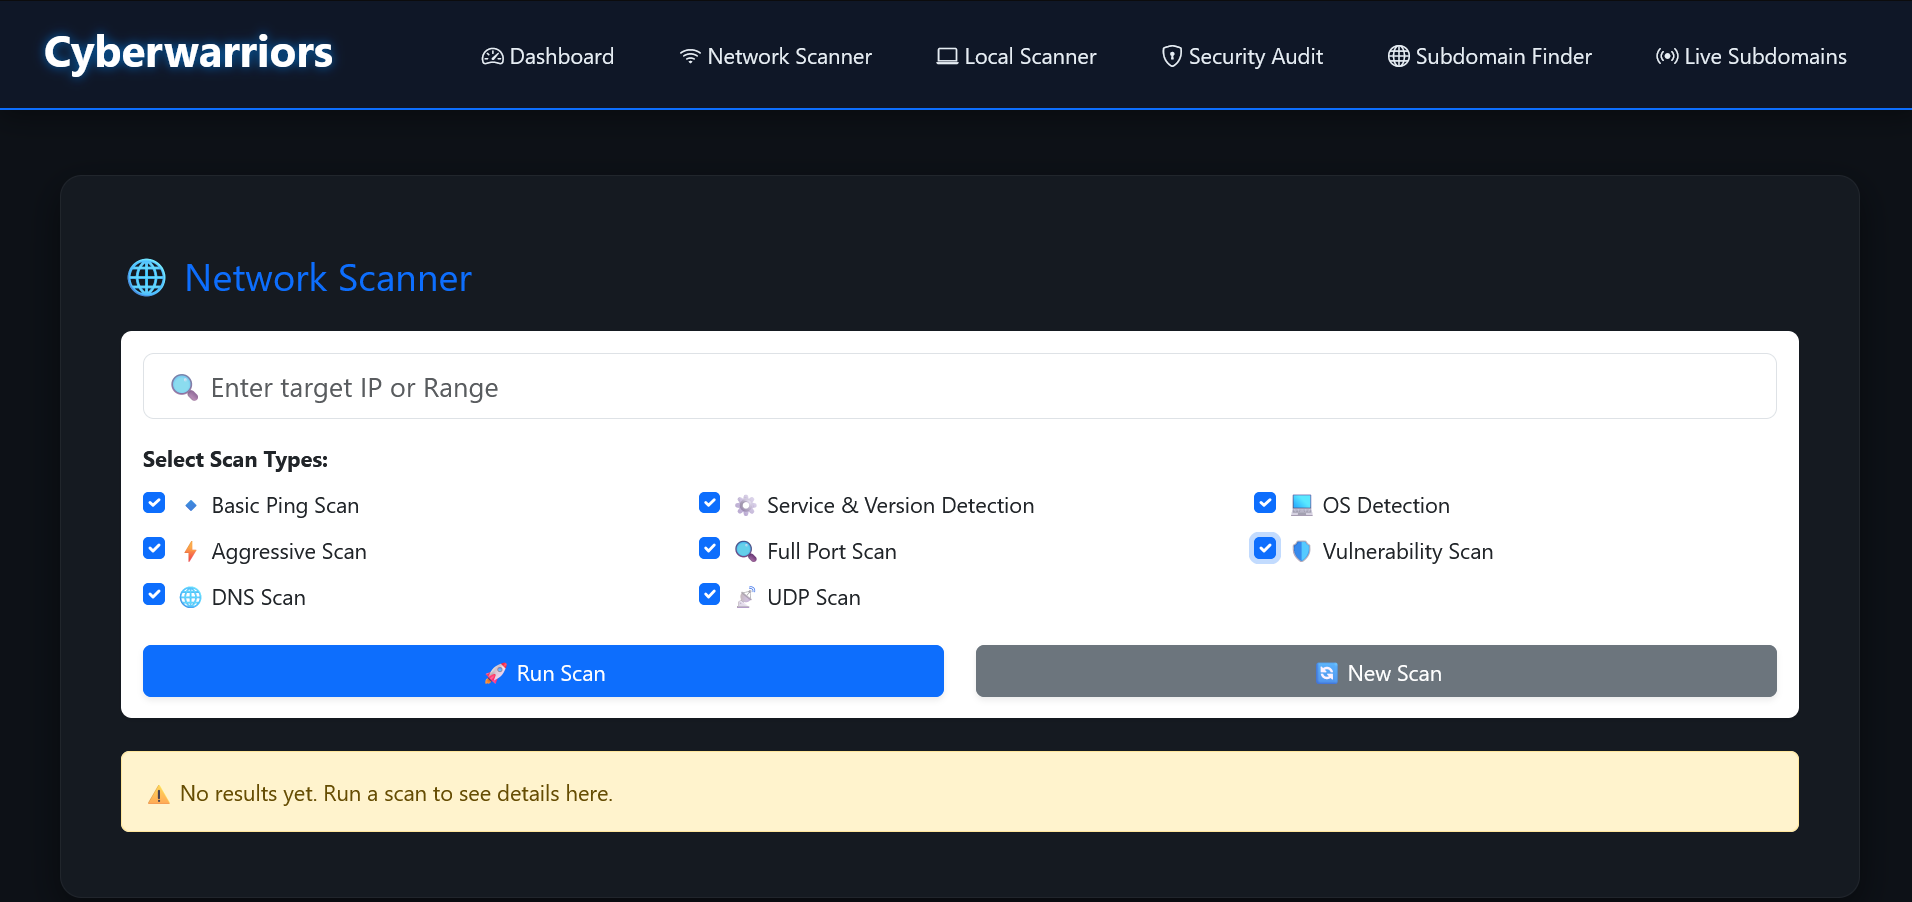 Cyberwarriors
Dashboard
Network Scanner
Local Scanner
Security Audit
Subdomain Finder
Live Subdomains
Network Scanner
Enter target IP or Range
Select Scan Types:
Basic Ping Scan
Service & Version Detection
OS Detection
Aggressive Scan
Full Port Scan
Vulnerability Scan
DNS Scan
UDP Scan
Run Scan
New Scan
No results yet. Run a scan to see details here.